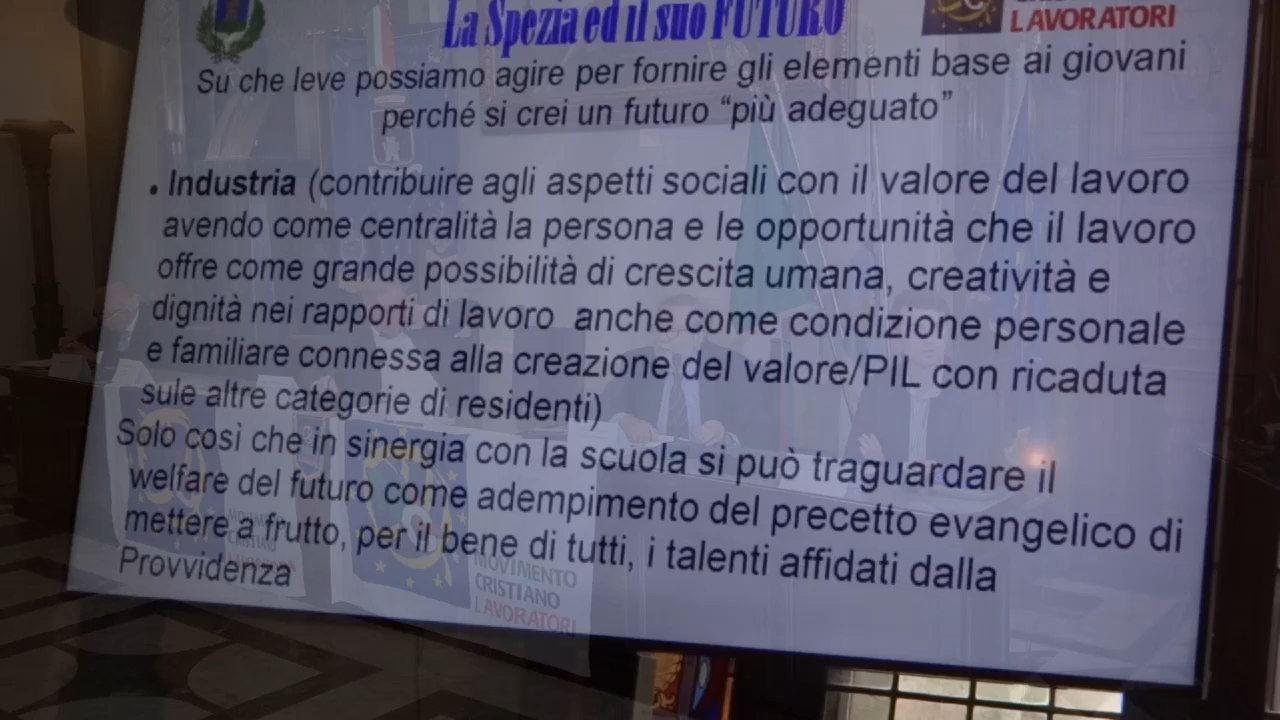 La Spezia ed il suo FUTURO
LAVORATORI
Su che leve possiamo agire per fornire gli elementi base ai giovani
perché si crei un futuro “più adeguato”
• Industria (contribuire agli aspetti sociali con il valore del lavoro
avendo come centralità la persona e le opportunità che il lavoro
offre come grande possibilità di crescita umana, creatività e
dignità nei rapporti di lavoro anche come condizione personale
e familiare connessa alla creazione del valore/PIL con ricaduta
sule altre categorie di residenti)
Solo così che in sinergia con la scuola si può traguardare il
welfare del futuro come adempimento del precetto evangelico di
mettere a frutto, per il bene di tutti, i talenti affidati dalla
Provvidenza
MOVIMENTO
CRISTIANO
LAVORATORI